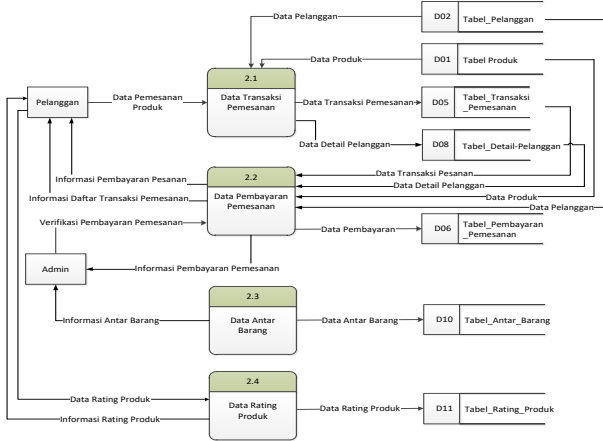 Data Pelanggan
D02
Tabel_Pelanggan
Data Produk
D01
Tabel Produk
2.1
Data Transaksi
Pemesanan
Pelanggan
Data Pemesanan
Produk
Data Transaksi Pemesanan
D05
Tabel_Transaksi
_Pemesanan
Data Detail Pelanggan
D08
Tabel_Detail-Pelanggan
2.2
Data Pembayaran
Pemesanan
Informasi Pembayaran Pesanan
Informasi Daftar Transaksi Pemesanan
Data Transaksi Pesanan
Data Detail Pelanggan
Data Produk
Data Pelanggan
Verifikasi Pembayaran Pemesanan
Data Pembayaran
D06
Tabel_Pembayaran
_Pemesanan
Admin
Informasi Pembayaran Pemesanan
2.3
Data Antar
Barang
Informasi Antar Barang
Data Antar Barang
D10
Tabel_Antar_Barang
2.4
Data Rating
Produk
Data Rating Produk
Informasi Rating Produk
Data Rating Produk
D11
Tabel_Rating_Produk